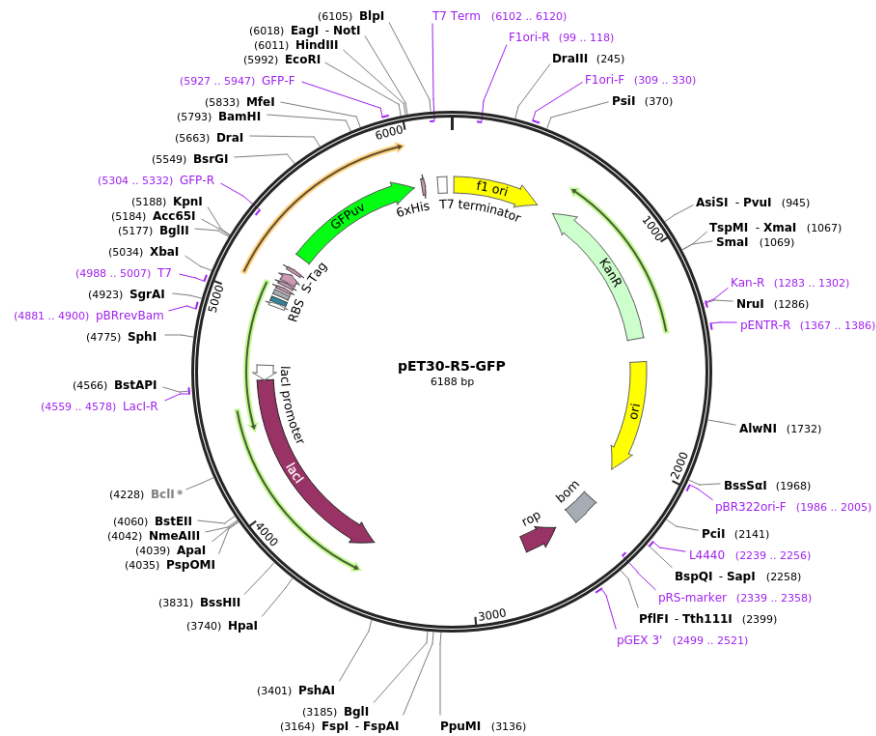 (6105) BlpI
(6018) EagI - NotI
(6011) HindIII
(5992) EcoRI
(5927 .. 5947) GFP-F
(5833) MfeI
(5793) BamHI
(5663) DraI
(5549) BsrGI
(5304 .. 5332) GFP-R
(5188) KpnI
(5184) Acc65I
(5177) BglII
(5034) XbaI
(4988 .. 5007) T7
(4923) SgrAI
(4881 .. 4900) pBRrevBam
(4775) SphI
(4566) BstAPI
(4559 .. 4578) LacI-R
(4228) BclI*
(4060) BstEII
(4042) NmeAIII
(4039) ApaI
(4035) PspOMI
(3831) BssHII
(3740) HpaI
(3401) PshAI
(3185) BglI
(3164) FspI - FspAI
PpuMI (3136)
T7 Term (6102 .. 6120)
F1ori-R (99 .. 118)
DraIII (245)
F1ori-F (309 .. 330)
PsiI (370)
AsiSI - PvuI (945)
TspMI - XmaI (1067)
SmaI (1069)
Kan-R (1283 .. 1302)
NruI (1286)
pENTR-R (1367 .. 1386)
AlwNI (1732)
BssSαI (1968)
pBR322ori-F (1986 .. 2005)
PciI (2141)
L4440 (2239 .. 2256)
BspQI - SapI (2258)
pRS-marker (2339 .. 2358)
PflFI - Tth111I (2399)
pGEX 3' (2499 .. 2521)
1000
2000
3000
4000
5000
6000
f1 ori
KanR
ori
bom
rop
lacI
lacI promoter
RBS
S-Tag
GFPuv
6xHis
T7 terminator
pET30-R5-GFP
6188 bp